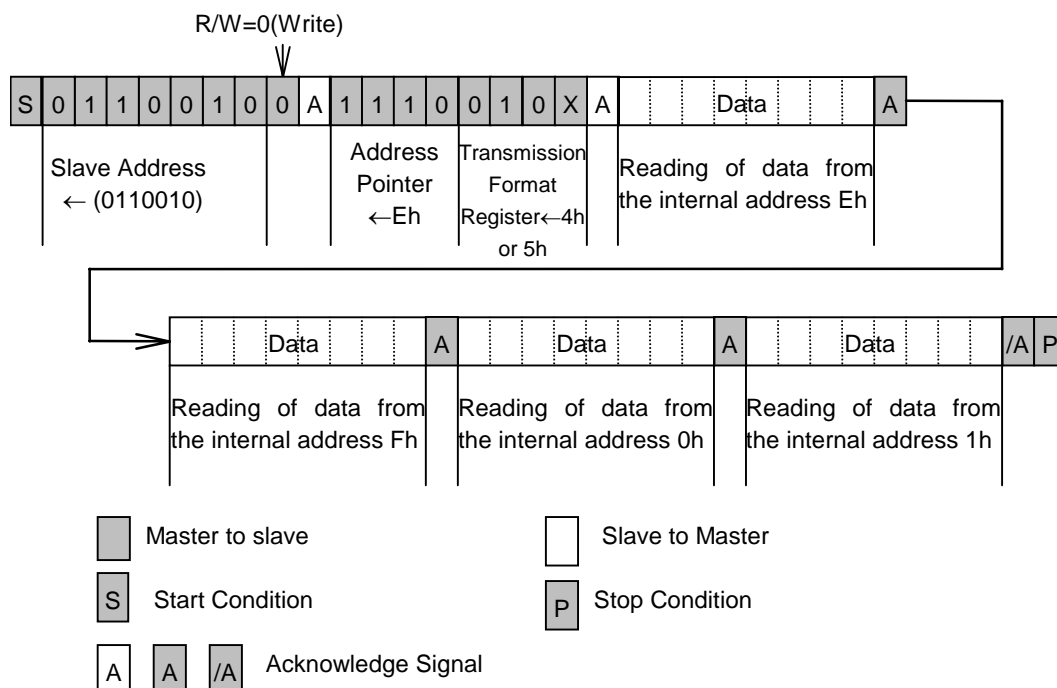 R/W=0(Write)
S 0 1 1 0 0 1 0 0 A 1 1 1 0 0 1 0 X A Data A
Slave Address
← (0110010)
Address
Pointer
←Eh
Transmission
Format
Register←4h
or 5h
Reading of data from
the internal address Eh
Data A Data A Data /A P
Reading of data from
the internal address Fh
Reading of data from
the internal address 0h
Reading of data from
the internal address 1h
Master to slave
Slave to Master
S Start Condition
P Stop Condition
A A /A Acknowledge Signal